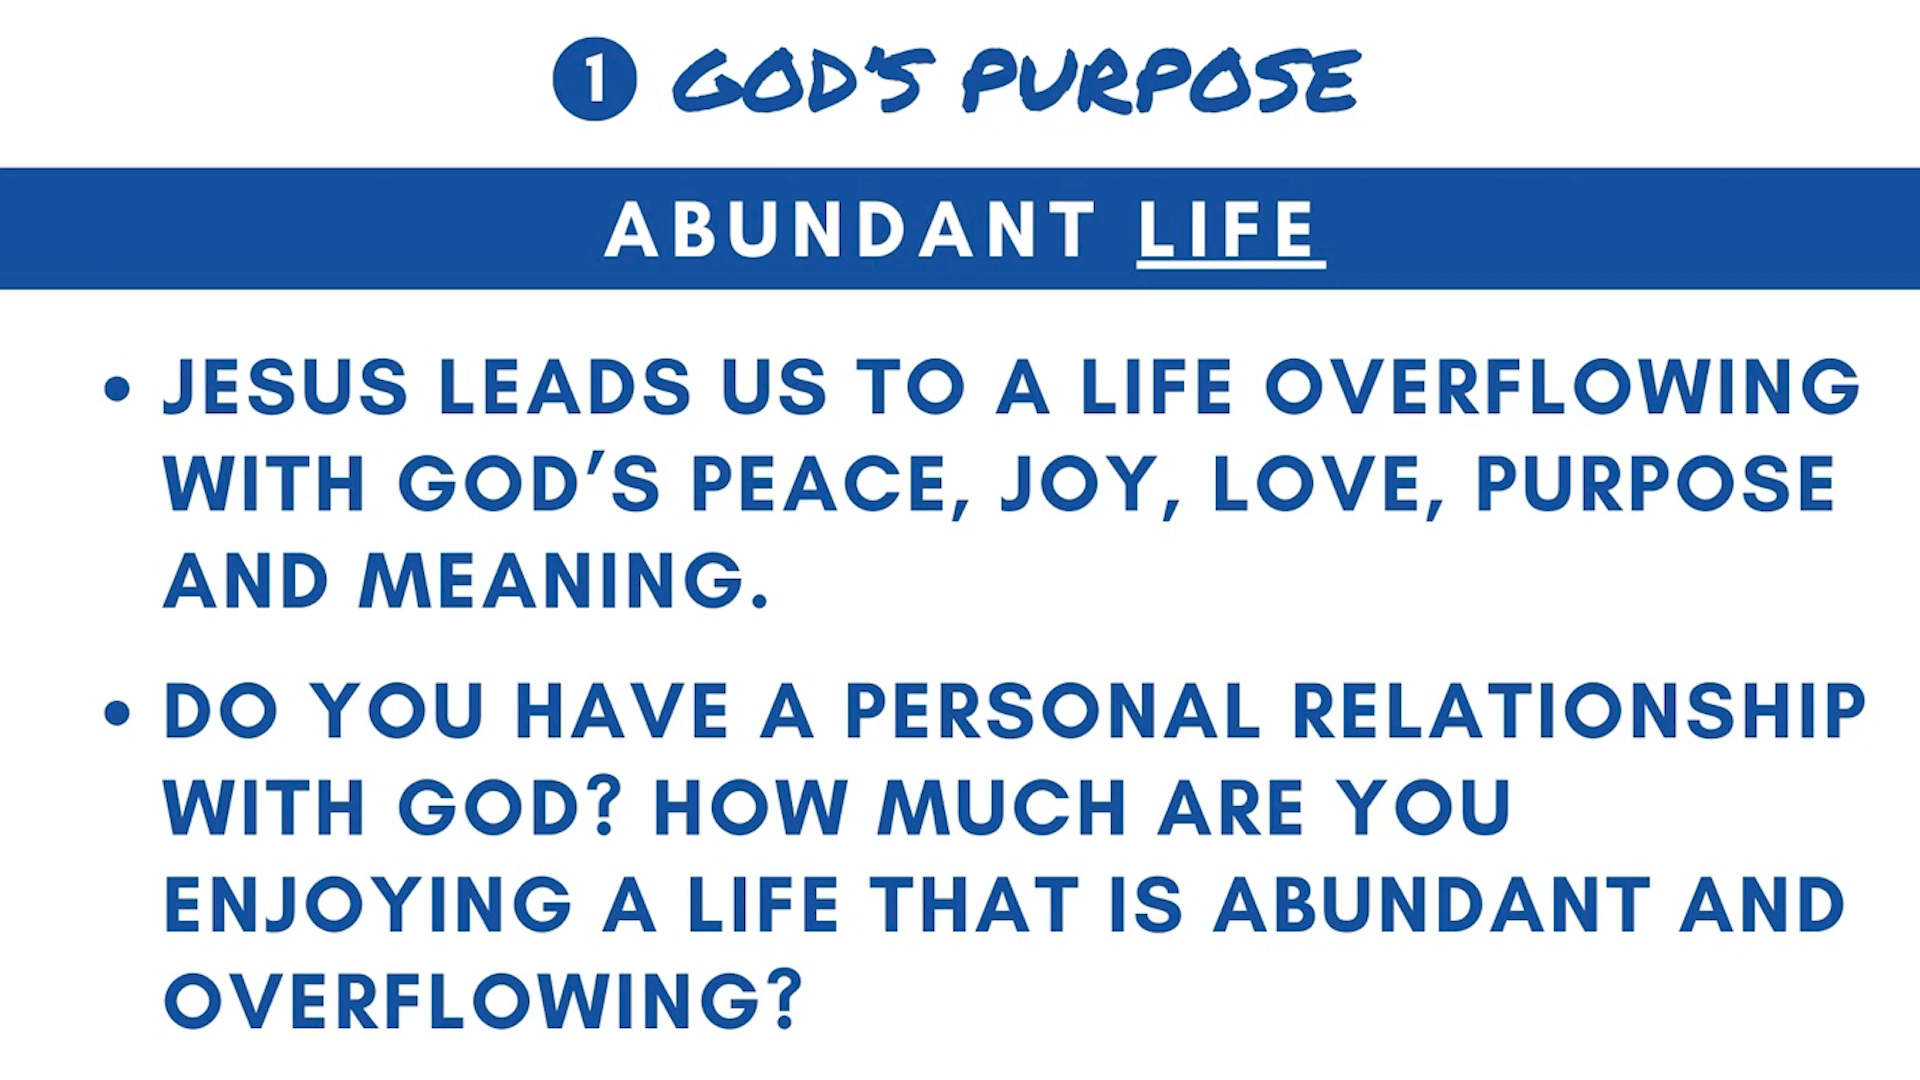 1 GOD'S PURPOSE
ABUNDANT LIFE
• JESUS LEADS US TO A LIFE OVERFLOWING
WITH GOD’S PEACE, JOY, LOVE, PURPOSE
AND MEANING.
• DO YOU HAVE A PERSONAL RELATIONSHIP
WITH GOD? HOW MUCH ARE YOU
ENJOYING A LIFE THAT IS ABUNDANT AND
OVERFLOWING?